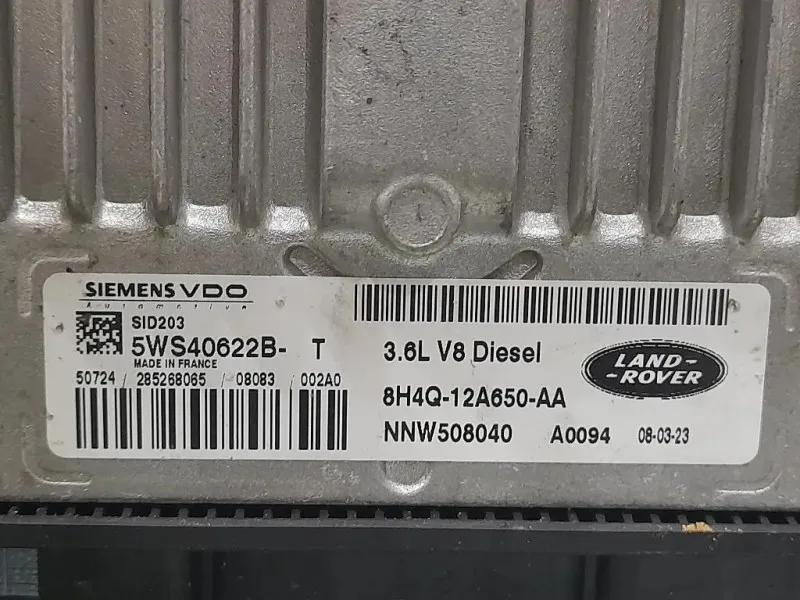 SIEMENS VDO
Automotive
SID203
5WS40622B- T
MADE IN FRANCE
50724 / 285268065 / 08083 / 002A0
3.6L V8 Diesel
LAND-
-ROVER
8H4Q-12A650-AA
NNW508040 A0094 08-03-23